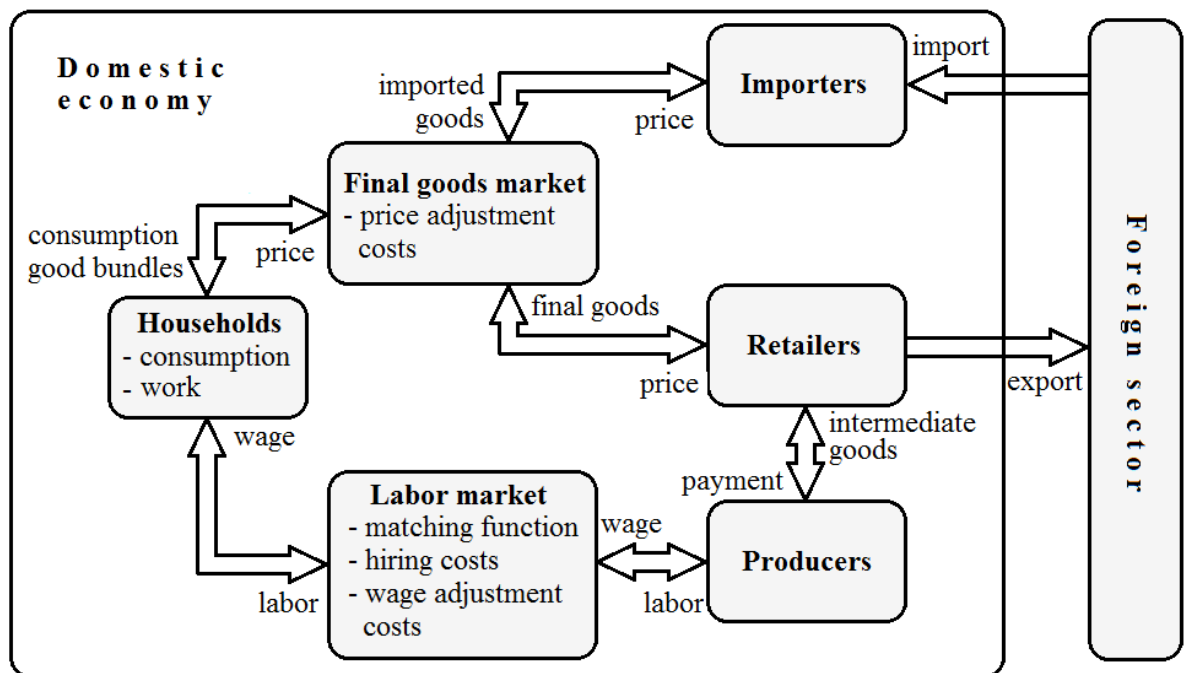 Domestic
economy
imported
goods
price
Importers
import
Final goods market
- price adjustment
costs
consumption
good bundles
price
final goods
price
Households
- consumption
- work
Retailers
export
wage
intermediate
goods
payment
Labor market
- matching function
- hiring costs
- wage adjustment
costs
labor
wage
labor
Producers
Foreign sector